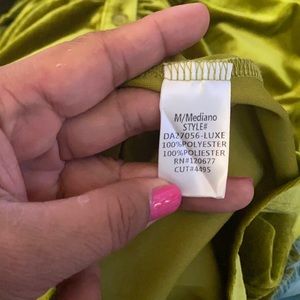 M/Mediano
STYLE#
DA27056-LUXE
100%POLYESTER
100%POLIESTER
RN#120677
CUT#4495